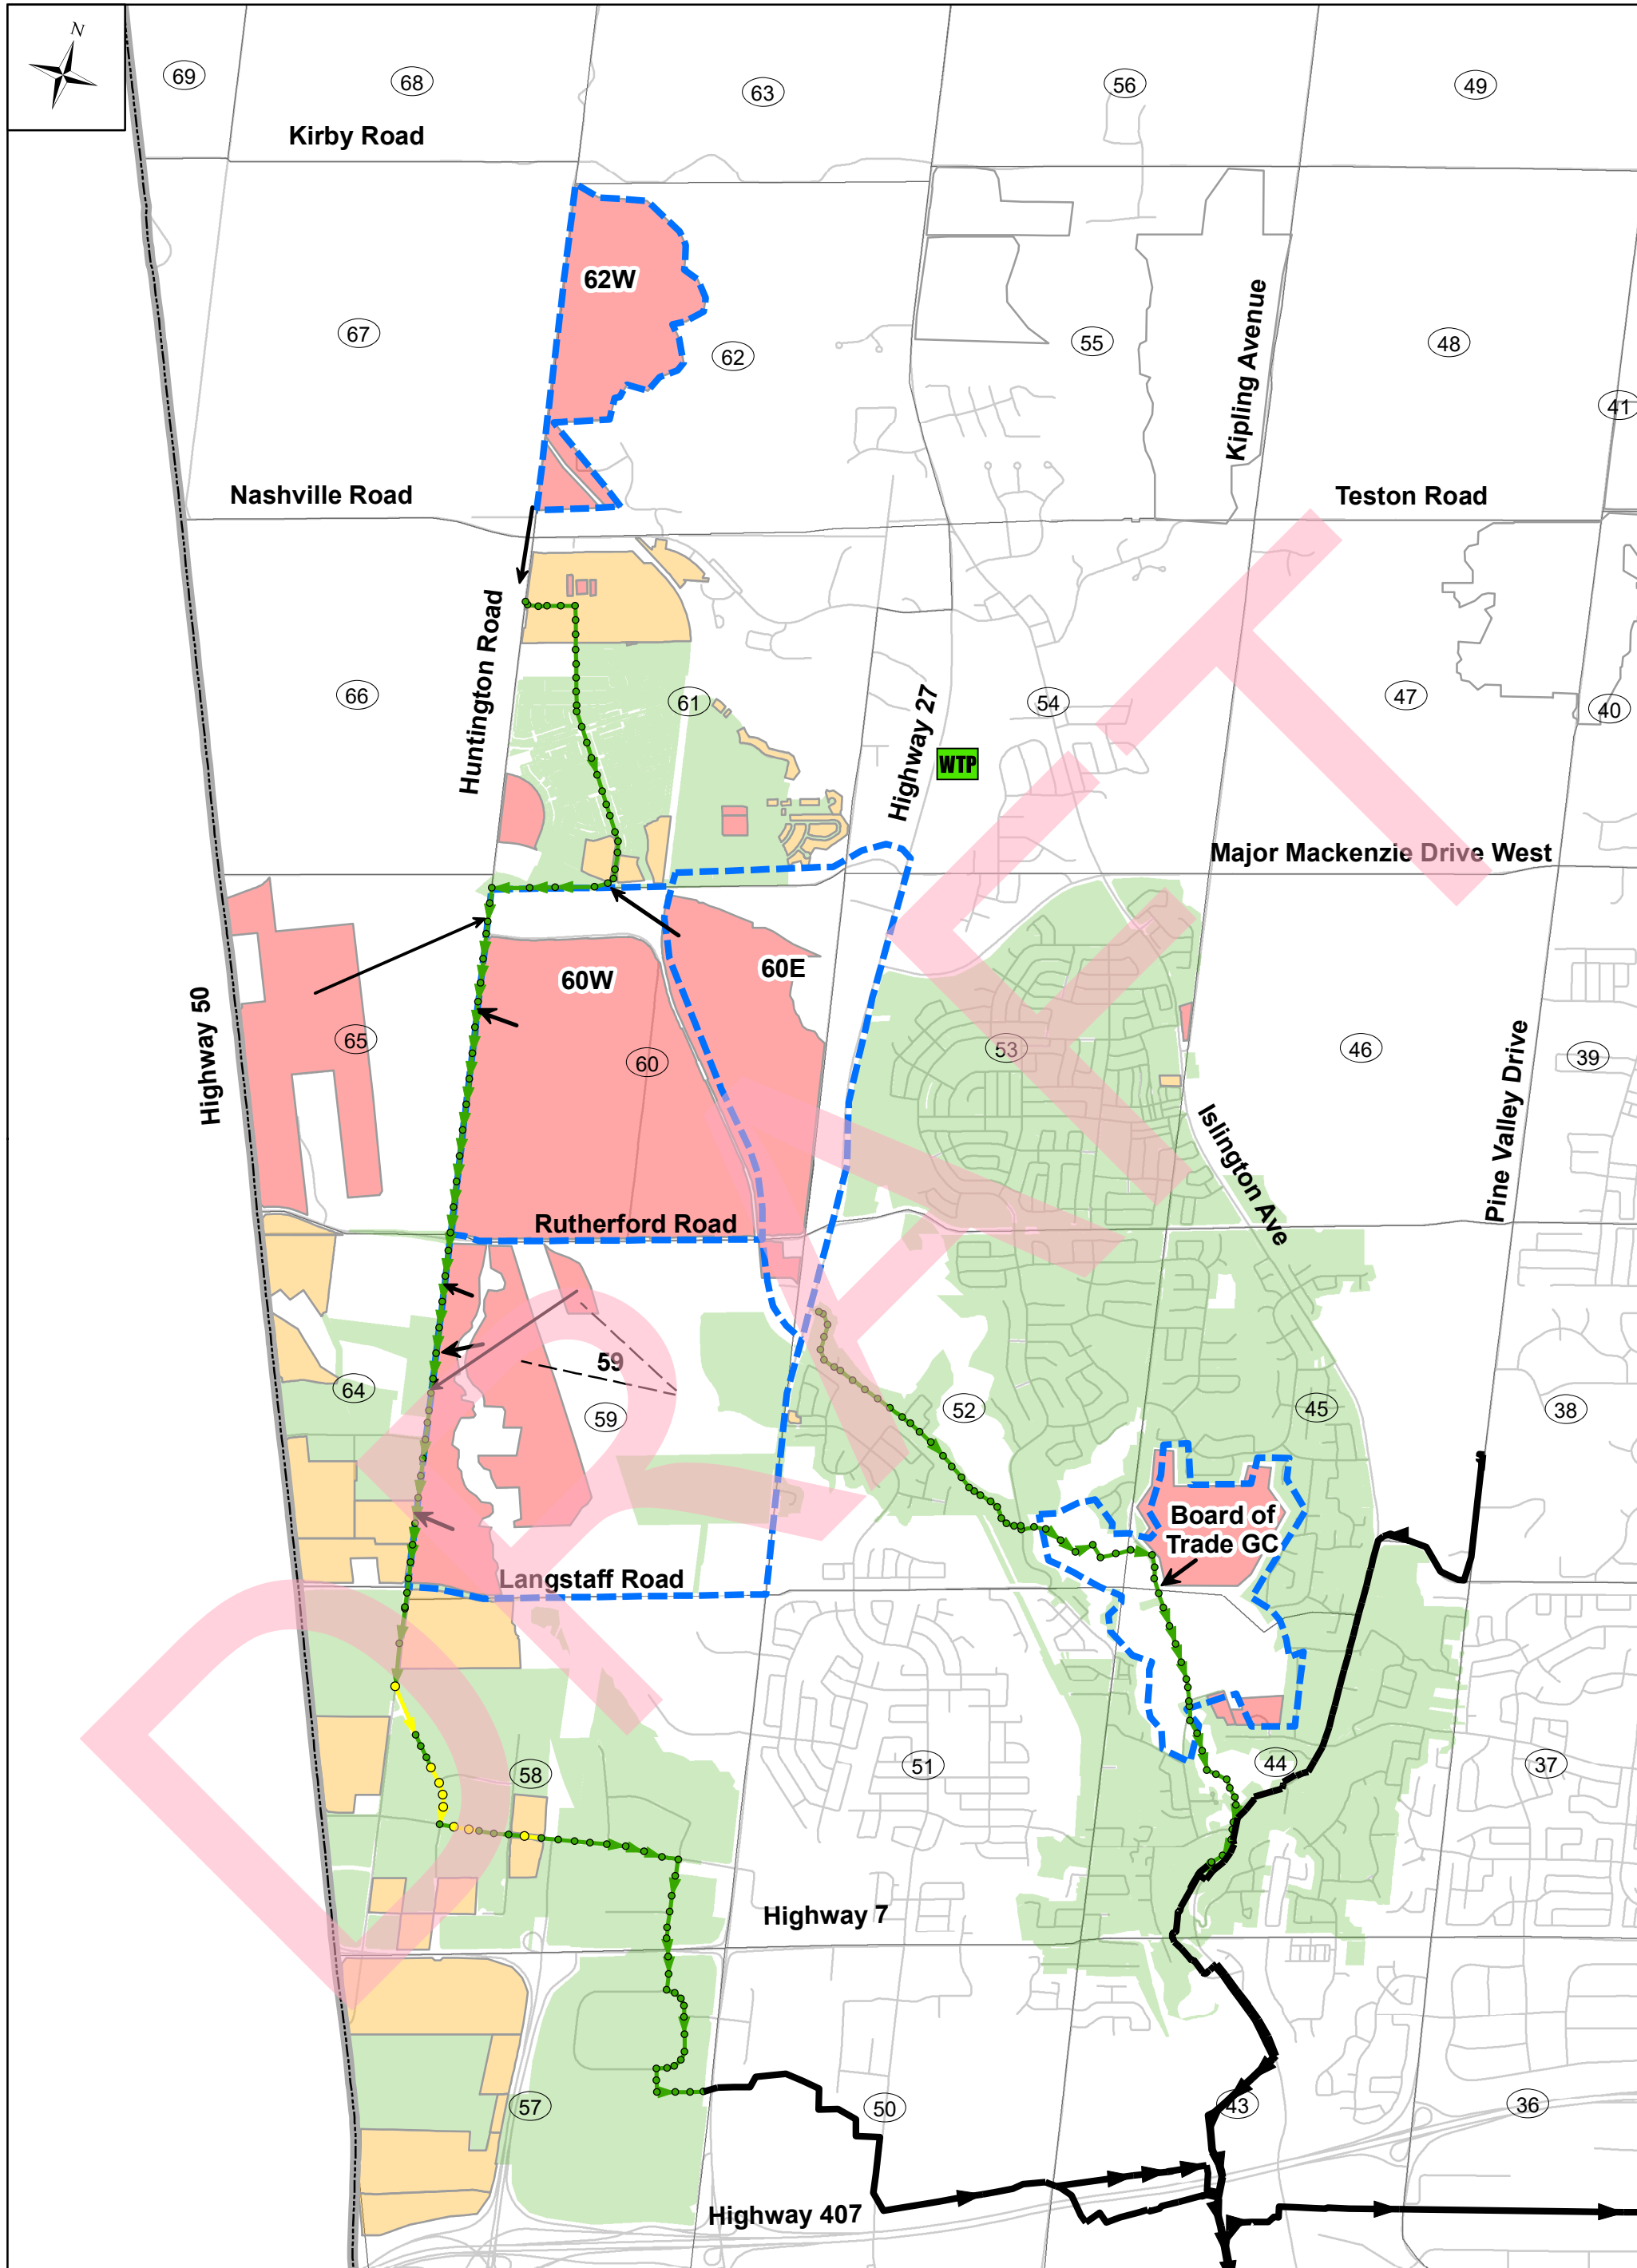 N
69
68
63
56
49
Kirby Road
62W
67
62
55
Kipling Avenue
48
41
Nashville Road
Teston Road
Huntington Road
66
61
Highway 27
54
47
40
WTP
Major Mackenzie Drive West
60W
60E
Highway 50
65
60
53
46
39
Pine Valley Drive
Islington Ave
Rutherford Road
59
64
59
52
45
38
Board of
Trade GC
Langstaff Road
58
51
44
37
Highway 7
57
50
43
36
Highway 407
DRAFT